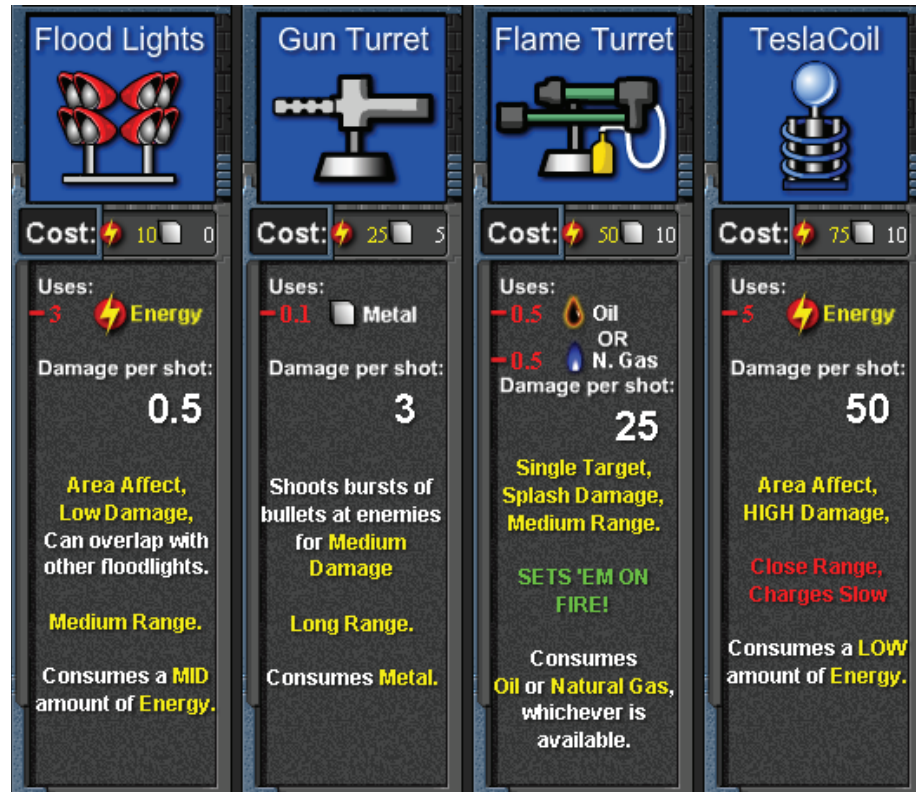 Flood Lights
Cost: 10 0
Uses:
-3 Energy
Damage per shot:
0.5
Area Affect,
Low Damage,
Can overlap with
other floodlights.
Medium Range.
Consumes a MID
amount of Energy.
Gun Turret
Cost: 25 5
Uses:
-0.1 Metal
Damage per shot:
3
Shoots bursts of
bullets at enemies
for Medium
Damage
Long Range.
Consumes Metal.
Flame Turret
Cost: 50 10
Uses:
-0.5 Oil
OR
-0.5 N. Gas
Damage per shot:
25
Single Target,
Splash Damage,
Medium Range.
SETS 'EM ON
FIRE!
Consumes
Oil or Natural Gas,
whichever is
available.
TeslaCoil
Cost: 75 10
Uses:
-5 Energy
Damage per shot:
50
Area Affect,
HIGH Damage,
Close Range,
Charges Slow
Consumes a LOW
amount of Energy.